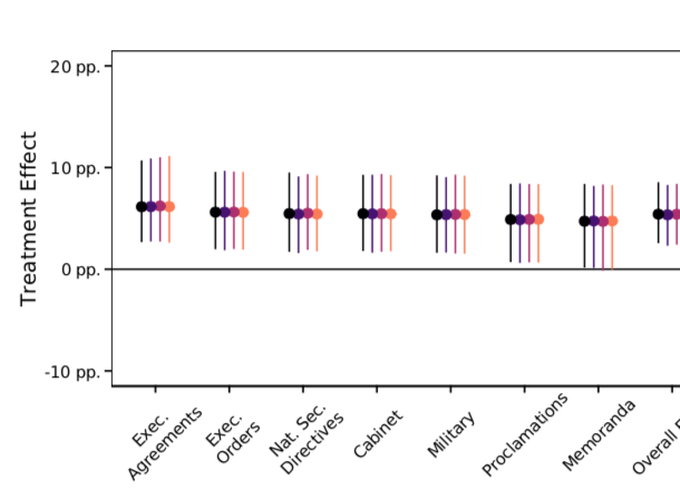 20 pp.
10 pp.
0 pp.
-10 pp.
Treatment Effect
Exec.
Agreements
Exec.
Orders
Nat. Sec.
Directives
Cabinet
Military
Proclamations
Memoranda
Overall